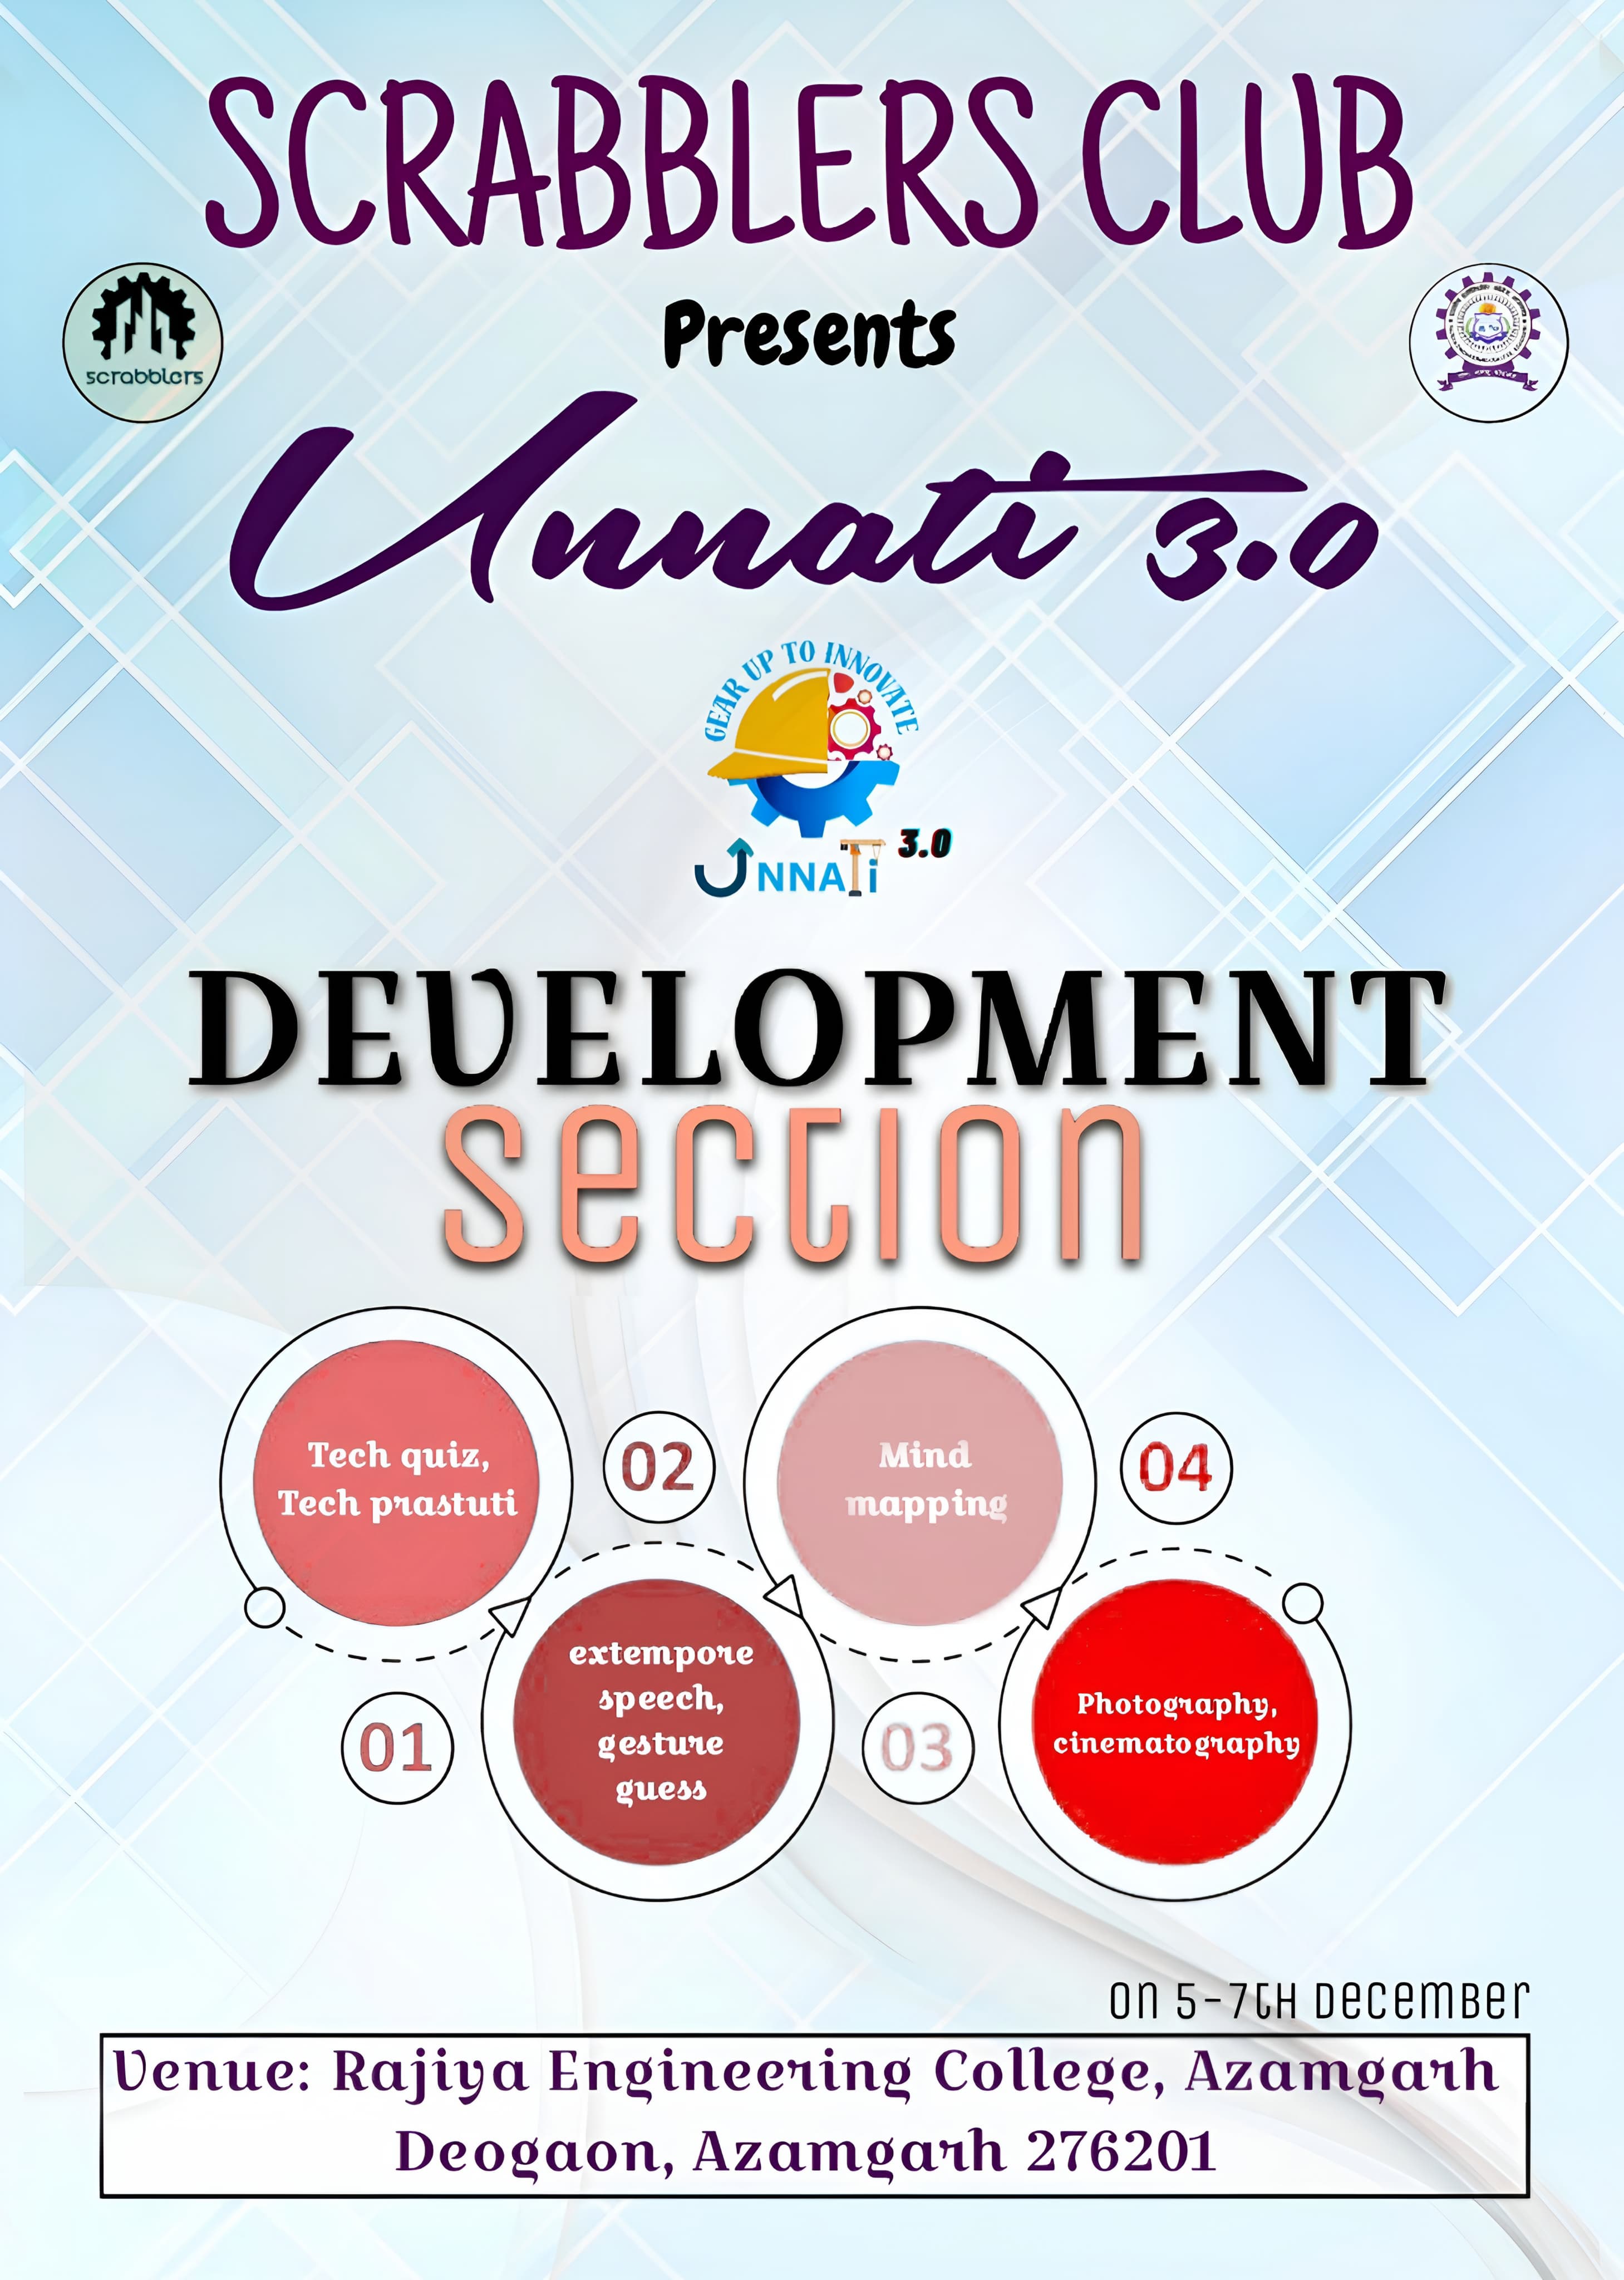 SCRABBLERS CLUB
scrabblers
Presents
Unnati 3.0
GEAR UP TO INNOVATE
UNNATi 3.0
DEVELOPMENT
section
Tech quiz,
Tech prastuti
01
02
extempore
speech,
gesture
guess
Mind
mapping
03
04
Photography,
cinematography
on 5-7th December
Venue: Rajiya Engineering College, Azamgarh
Deogaon, Azamgarh 276201